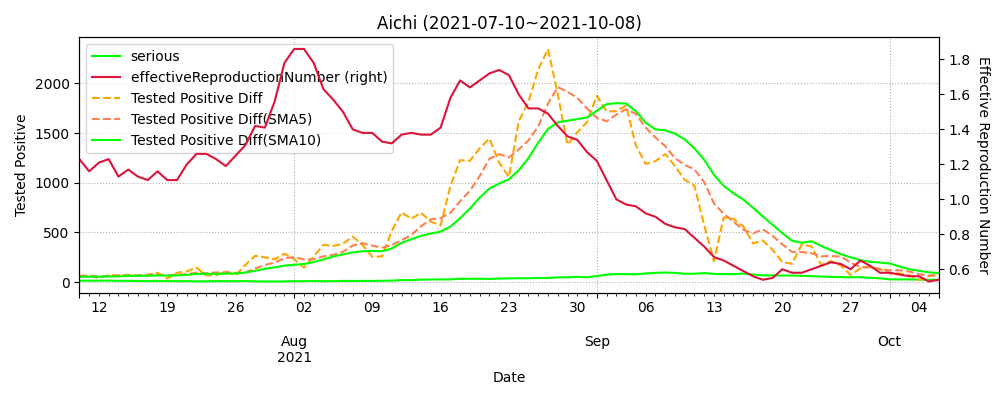 Aichi (2021-07-10~2021-10-08)
serious
effectiveReproductionNumber (right)
Tested Positive Diff
Tested Positive Diff(SMA5)
Tested Positive Diff(SMA10)
Tested Positive
2000
1500
1000
500
0
Effective Reproduction Number
1.8
1.6
1.4
1.2
1.0
0.8
0.6
12 19 26 02 09 16 23 30 06 13 20 27 04
Aug Sep Oct
2021
Date